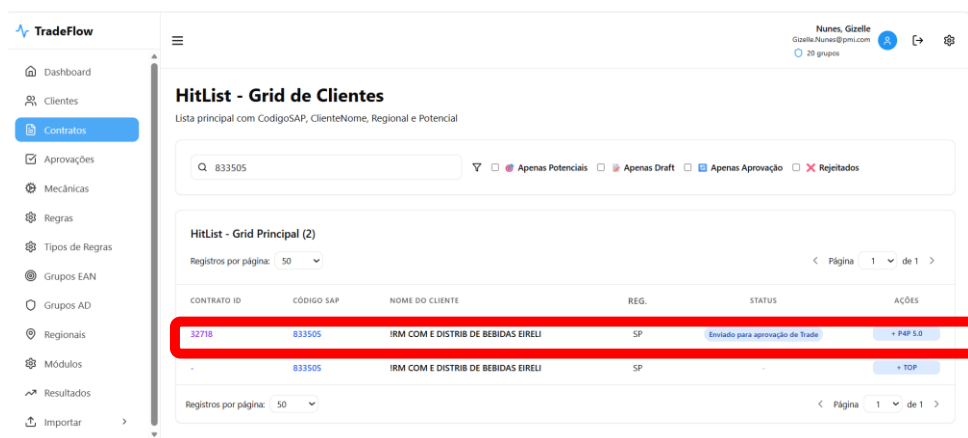 TradeFlow
Nunes, Gizelle
Gizelle.Nunes@pmi.com
20 grupos
Dashboard
Clientes
Contratos
Aprovações
Mecânicas
Regras
Tipos de Regras
Grupos EAN
Grupos AD
Regionais
Módulos
Resultados
Importar
HitList - Grid de Clientes
Lista principal com CodigoSAP, ClienteNome, Regional e Potencial
833505 Apenas Potenciais Apenas Draft Apenas Aprovação Rejeitados
HitList - Grid Principal (2)
Registros por página: 50 Página 1 de 1
CONTRATO ID CÓDIGO SAP NOME DO CLIENTE REG. STATUS AÇÕES
32718 833505 !RM COM E DISTRIB DE BEBIDAS EIRELI SP Enviado para aprovação de Trade + P4P 5.0
- 833505 !RM COM E DISTRIB DE BEBIDAS EIRELI SP - + TOP
Registros por página: 50 Página 1 de 1